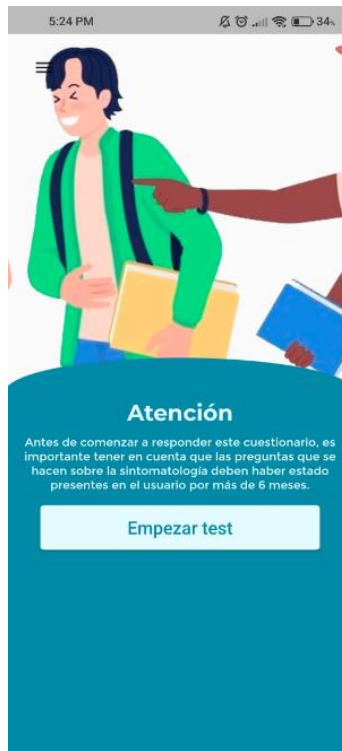 5:24 PM 34%
Atención
Antes de comenzar a responder este cuestionario, es
importante tener en cuenta que las preguntas que se
hacen sobre la sintomatología deben haber estado
presentes en el usuario por más de 6 meses.
Empezar test